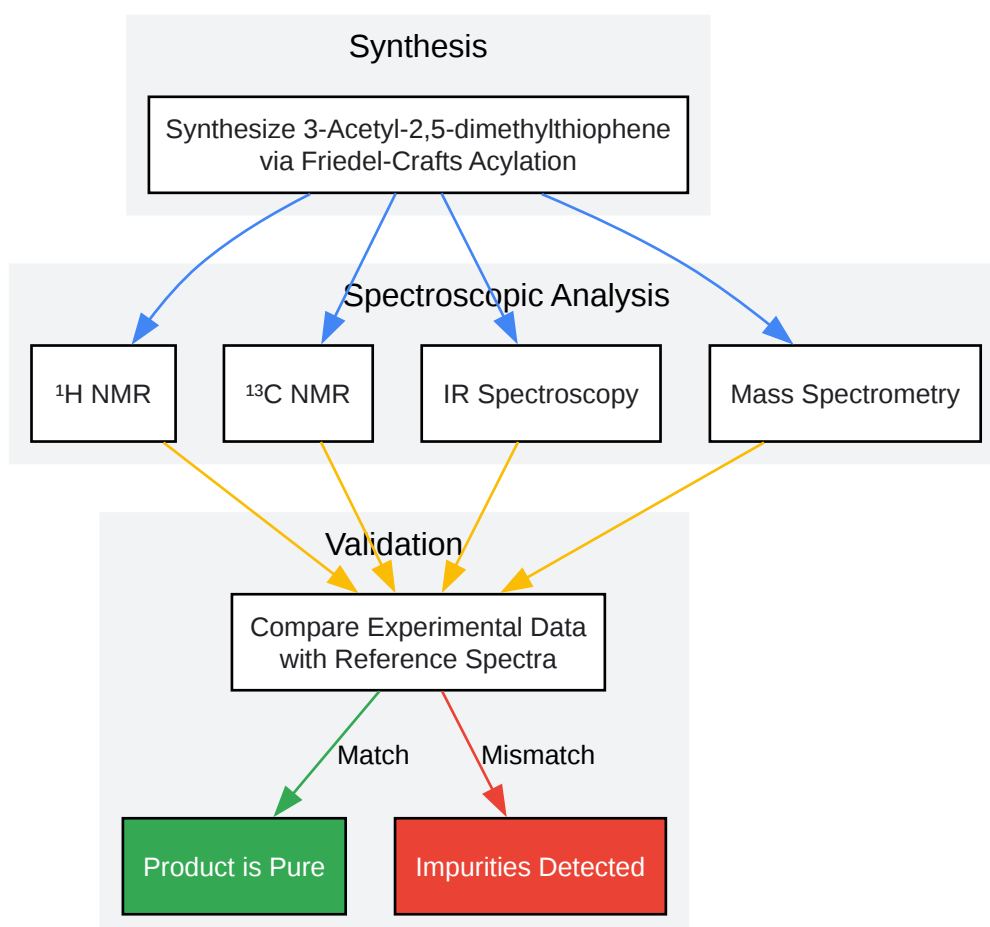 Synthesis
Synthesize 3-Acetyl-2,5-dimethylthiophene
via Friedel-Crafts Acylation
Spectroscopic Analysis
¹H NMR
¹³C NMR
IR Spectroscopy
Mass Spectrometry
Validation
Compare Experimental Data
with Reference Spectra
Match
Mismatch
Product is Pure
Impurities Detected